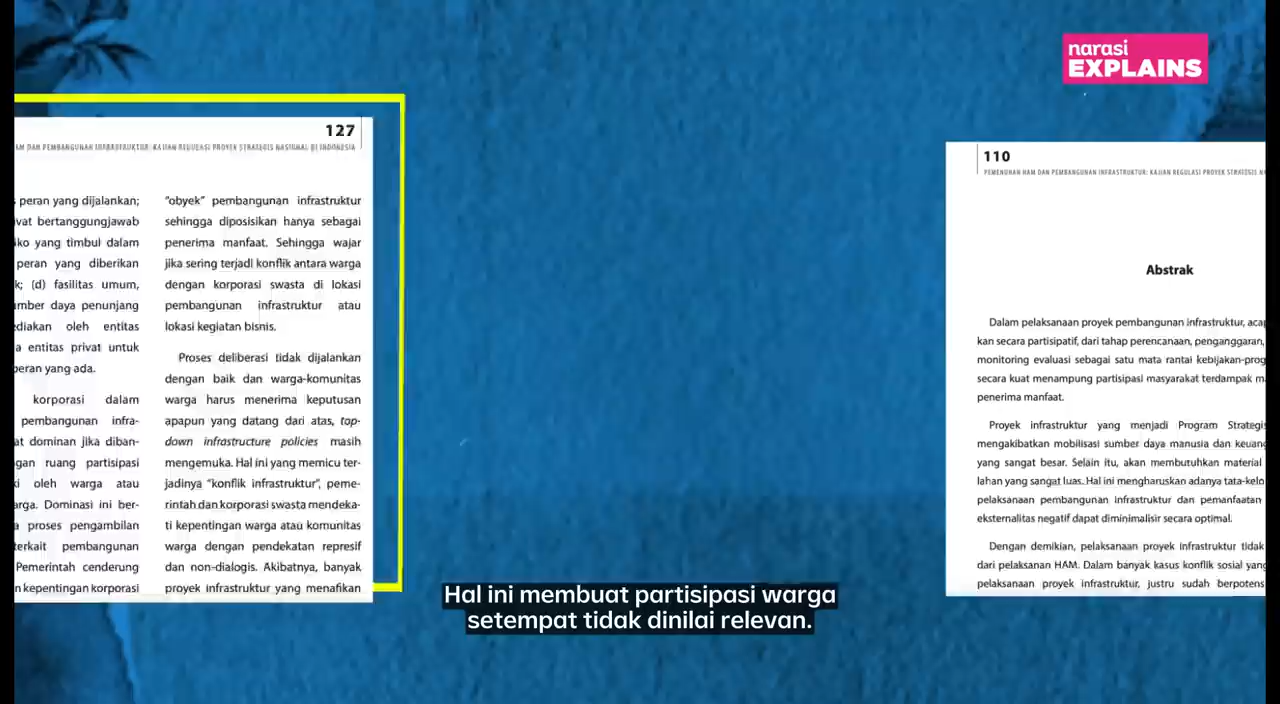 narasi
EXPLAINS
127
AM DAN PEMBANGUNAN INFRASTRUKTUR: KAJIAN REGULASI PROYEK STRATEGIS NASIONAL DI INDONESIA
peran yang dijalankan;
bertanggungjawab
yang timbul dalam
peran yang diberikan
k; (d) fasilitas umum,
daya penunjang
oleh entitas
a entitas privat untuk
peran yang ada.
korporasi dalam
pembangunan infra-
at dominan jika diban-
ruang partisipasi
oleh warga atau
Dominasi ini ber-
a proses pengambilan
pembangunan
Pemerintah cenderung
n kepentingan korporasi
"obyek" pembangunan infrastruktur
sehingga diposisikan hanya sebagai
penerima manfaat. Sehingga wajar
jika sering terjadi konflik antara warga
dengan korporasi swasta di lokasi
pembangunan infrastruktur atau
lokasi kegiatan bisnis.
Proses deliberasi tidak dijalankan
dengan baik dan warga-komunitas
warga harus menerima keputusan
apapun yang datang dari atas, top-
down infrastructure policies masih
mengemuka. Hal ini yang memicu ter-
jadinya "konflik infrastruktur", peme-
rintah dan korporasi swasta mendeka-
ti kepentingan warga atau komunitas
warga dengan pendekatan represif
dan non-dialogis. Akibatnya, banyak
proyek infrastruktur yang menafikan
110
PEMENUHAN HAM DAN PEMBANGUNAN INFRASTRUKTUR: KAJIAN REGULASI PROYEK STRATEGIS
Abstrak
Dalam pelaksanaan proyek pembangunan infrastruktur, acap
kan secara partisipatif, dari tahap perencanaan, penganggaran,
monitoring evaluasi sebagai satu mata rantai kebijakan-prog
secara kuat menampung partisipasi masyarakat terdampak
penerima manfaat.
Proyek infrastruktur yang menjadi Program Strategis
mengakibatkan mobilisasi sumber daya manusia dan keuang
yang sangat besar. Selain itu, akan membutuhkan material
lahan yang sangat luas. Hal ini mengharuskan adanya tata-kelo
pelaksanaan pembangunan infrastruktur dan pemanfaatan
eksternalitas negatif dapat diminimalisir secara optimal.
Dengan demikian, pelaksanaan proyek infrastruktur tidak
dari pelaksanaan HAM. Dalam banyak kasus konflik sosial yang
pelaksanaan proyek infrastruktur, justru sudah berpotens
Hal ini membuat partisipasi warga
setempat tidak dinilai relevan.